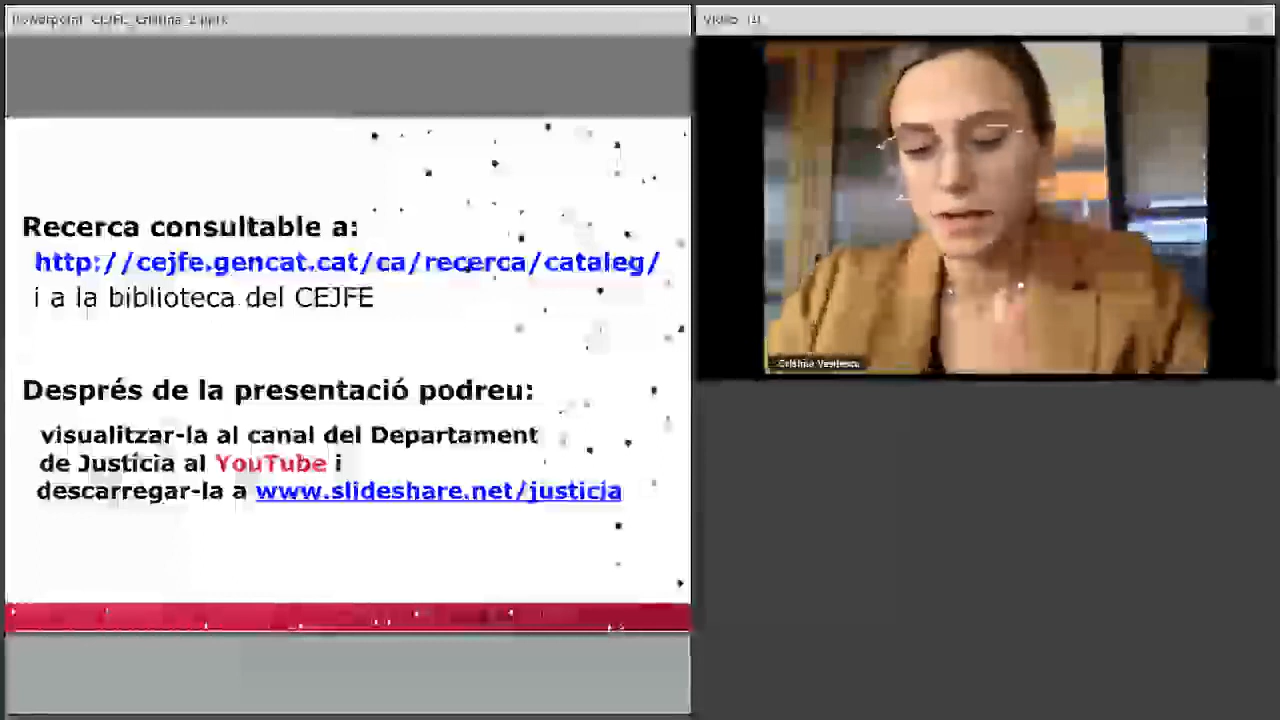 Recerca consultable a:
http://cejfe.gencat.cat/ca/recerca/cataleg/
i a la biblioteca del CEJFE
Després de la presentació podreu:
visualitzar-la al canal del Departament
de Justícia al YouTube i
descarregar-la a www.slideshare.net/justicia